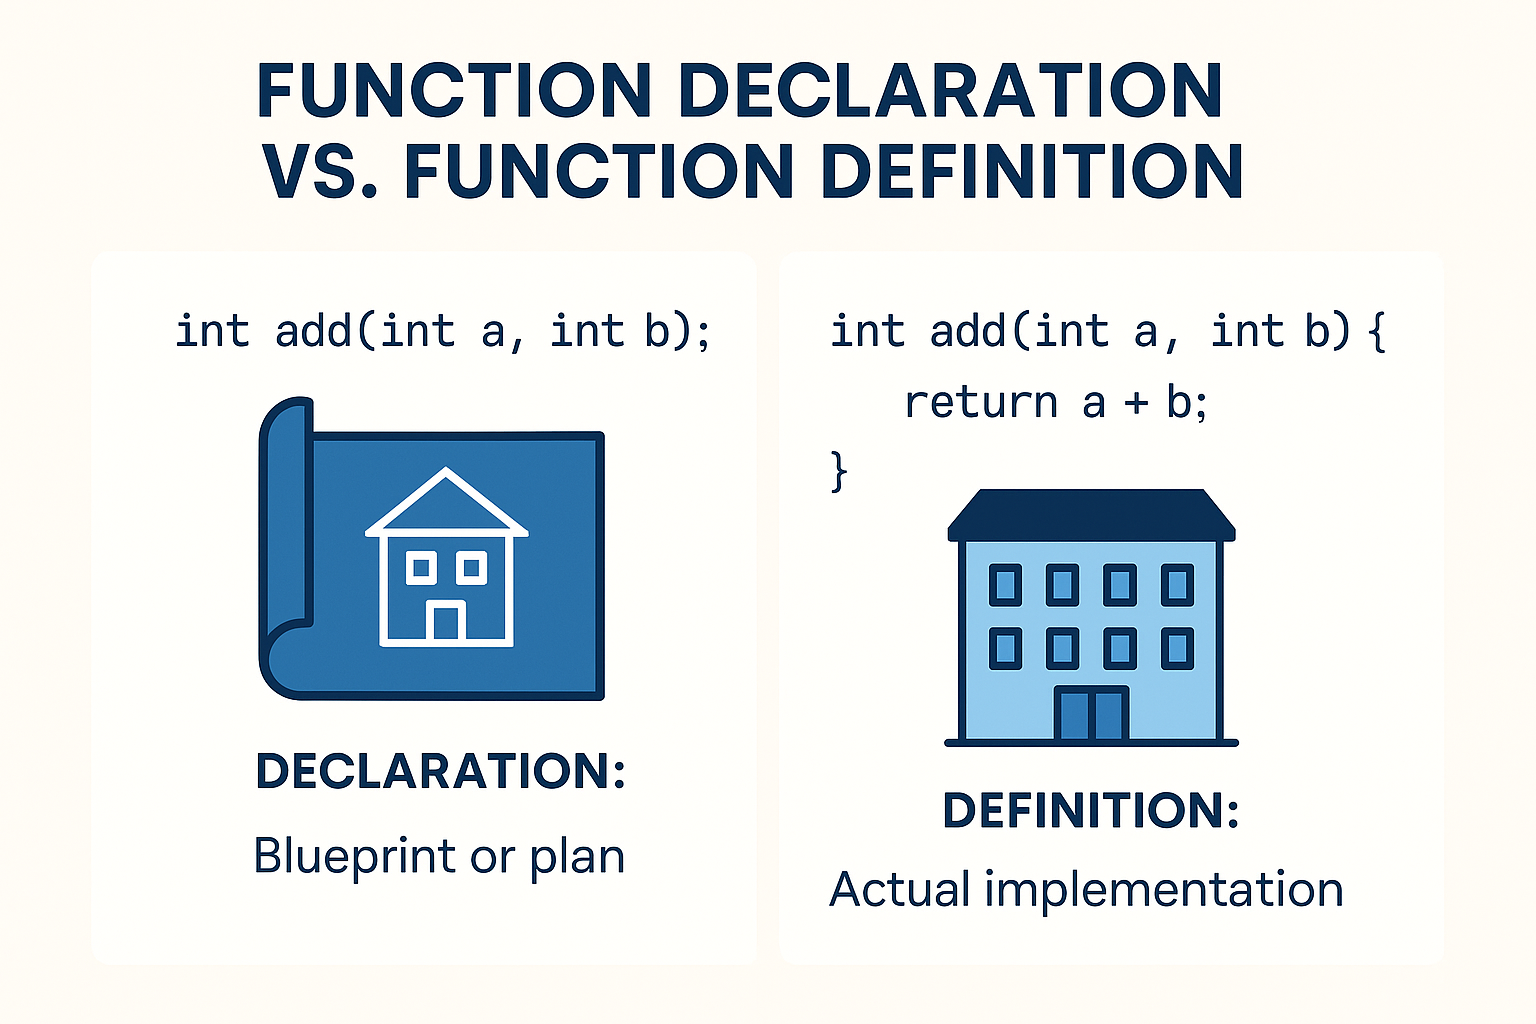 FUNCTION DECLARATION
VS. FUNCTION DEFINITION
int add(int a, int b);
DECLARATION:
Blueprint or plan
int add(int a, int b) {
return a + b;
}
DEFINITION:
Actual implementation